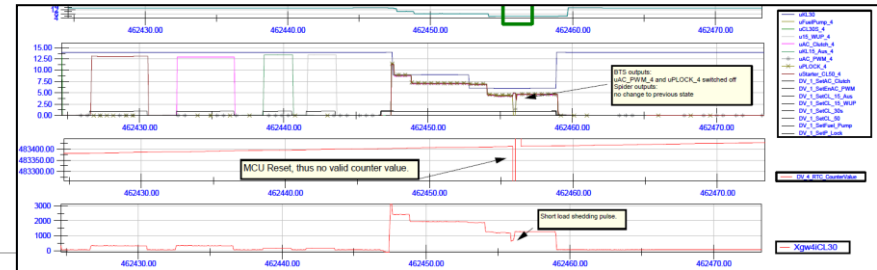 462430.00 462440.00 462450.00 462460.00 462470.00
15.00
12.50
10.00
7.50
5.00
2.50
0.00
BTS outputs:
uAC_PWM_4 and uPLOCK_4 switched off
Spider outputs:
no change to previous state
462430.00 462440.00 462450.00 462460.00 462470.00
483400.00
483350.00
483300.00
MCU Reset, thus no valid counter value.
462430.00 462440.00 462450.00 462460.00 462470.00
3000
2000
1000
0
Short load shedding pulse.
462430.00 462440.00 462450.00 462460.00 462470.00
uKL30
uFuelPump_4
uCL30S_4
u15_WUP_4
uAC_Clutch_4
uKL15_Aus_4
uAC_PWM_4
uPLOCK_4
uStarter_CL50_4
DV_1_SetAC_Clutch
DV_1_SetEnAC_PWM
DV_1_SetCL_15_Aus
DV_1_SetCL_15_WUP
DV_1_SetCL_30s
DV_1_SetCL_50
DV_1_SetFuel_Pump
DV_1_SetP_Lock
DV_4_RTC_CounterValue
Xgw4iCL30